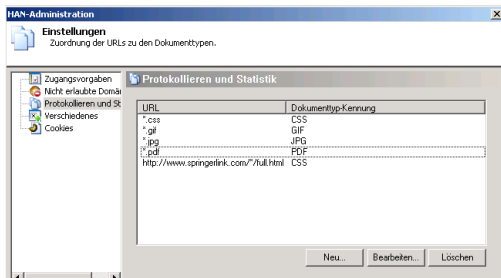 HAN-Administration
Einstellungen
Zuordnung der URLs zu den Dokumenttypen.
Zugangsvorgaben
Nicht erlaubte Domäi
Protokollieren und St
Verschiedenes
Cookies
Protokollieren und Statistik
URL Dokumenttyp-Kennung
*.css CSS
*.gif GIF
*.jpg JPG
*.pdf PDF
http://www.springerlink.com/*/full.html CSS
Neu... Bearbeiten... Löschen